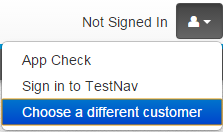 Not Signed In
App Check
Sign in to TestNav
Choose a different customer